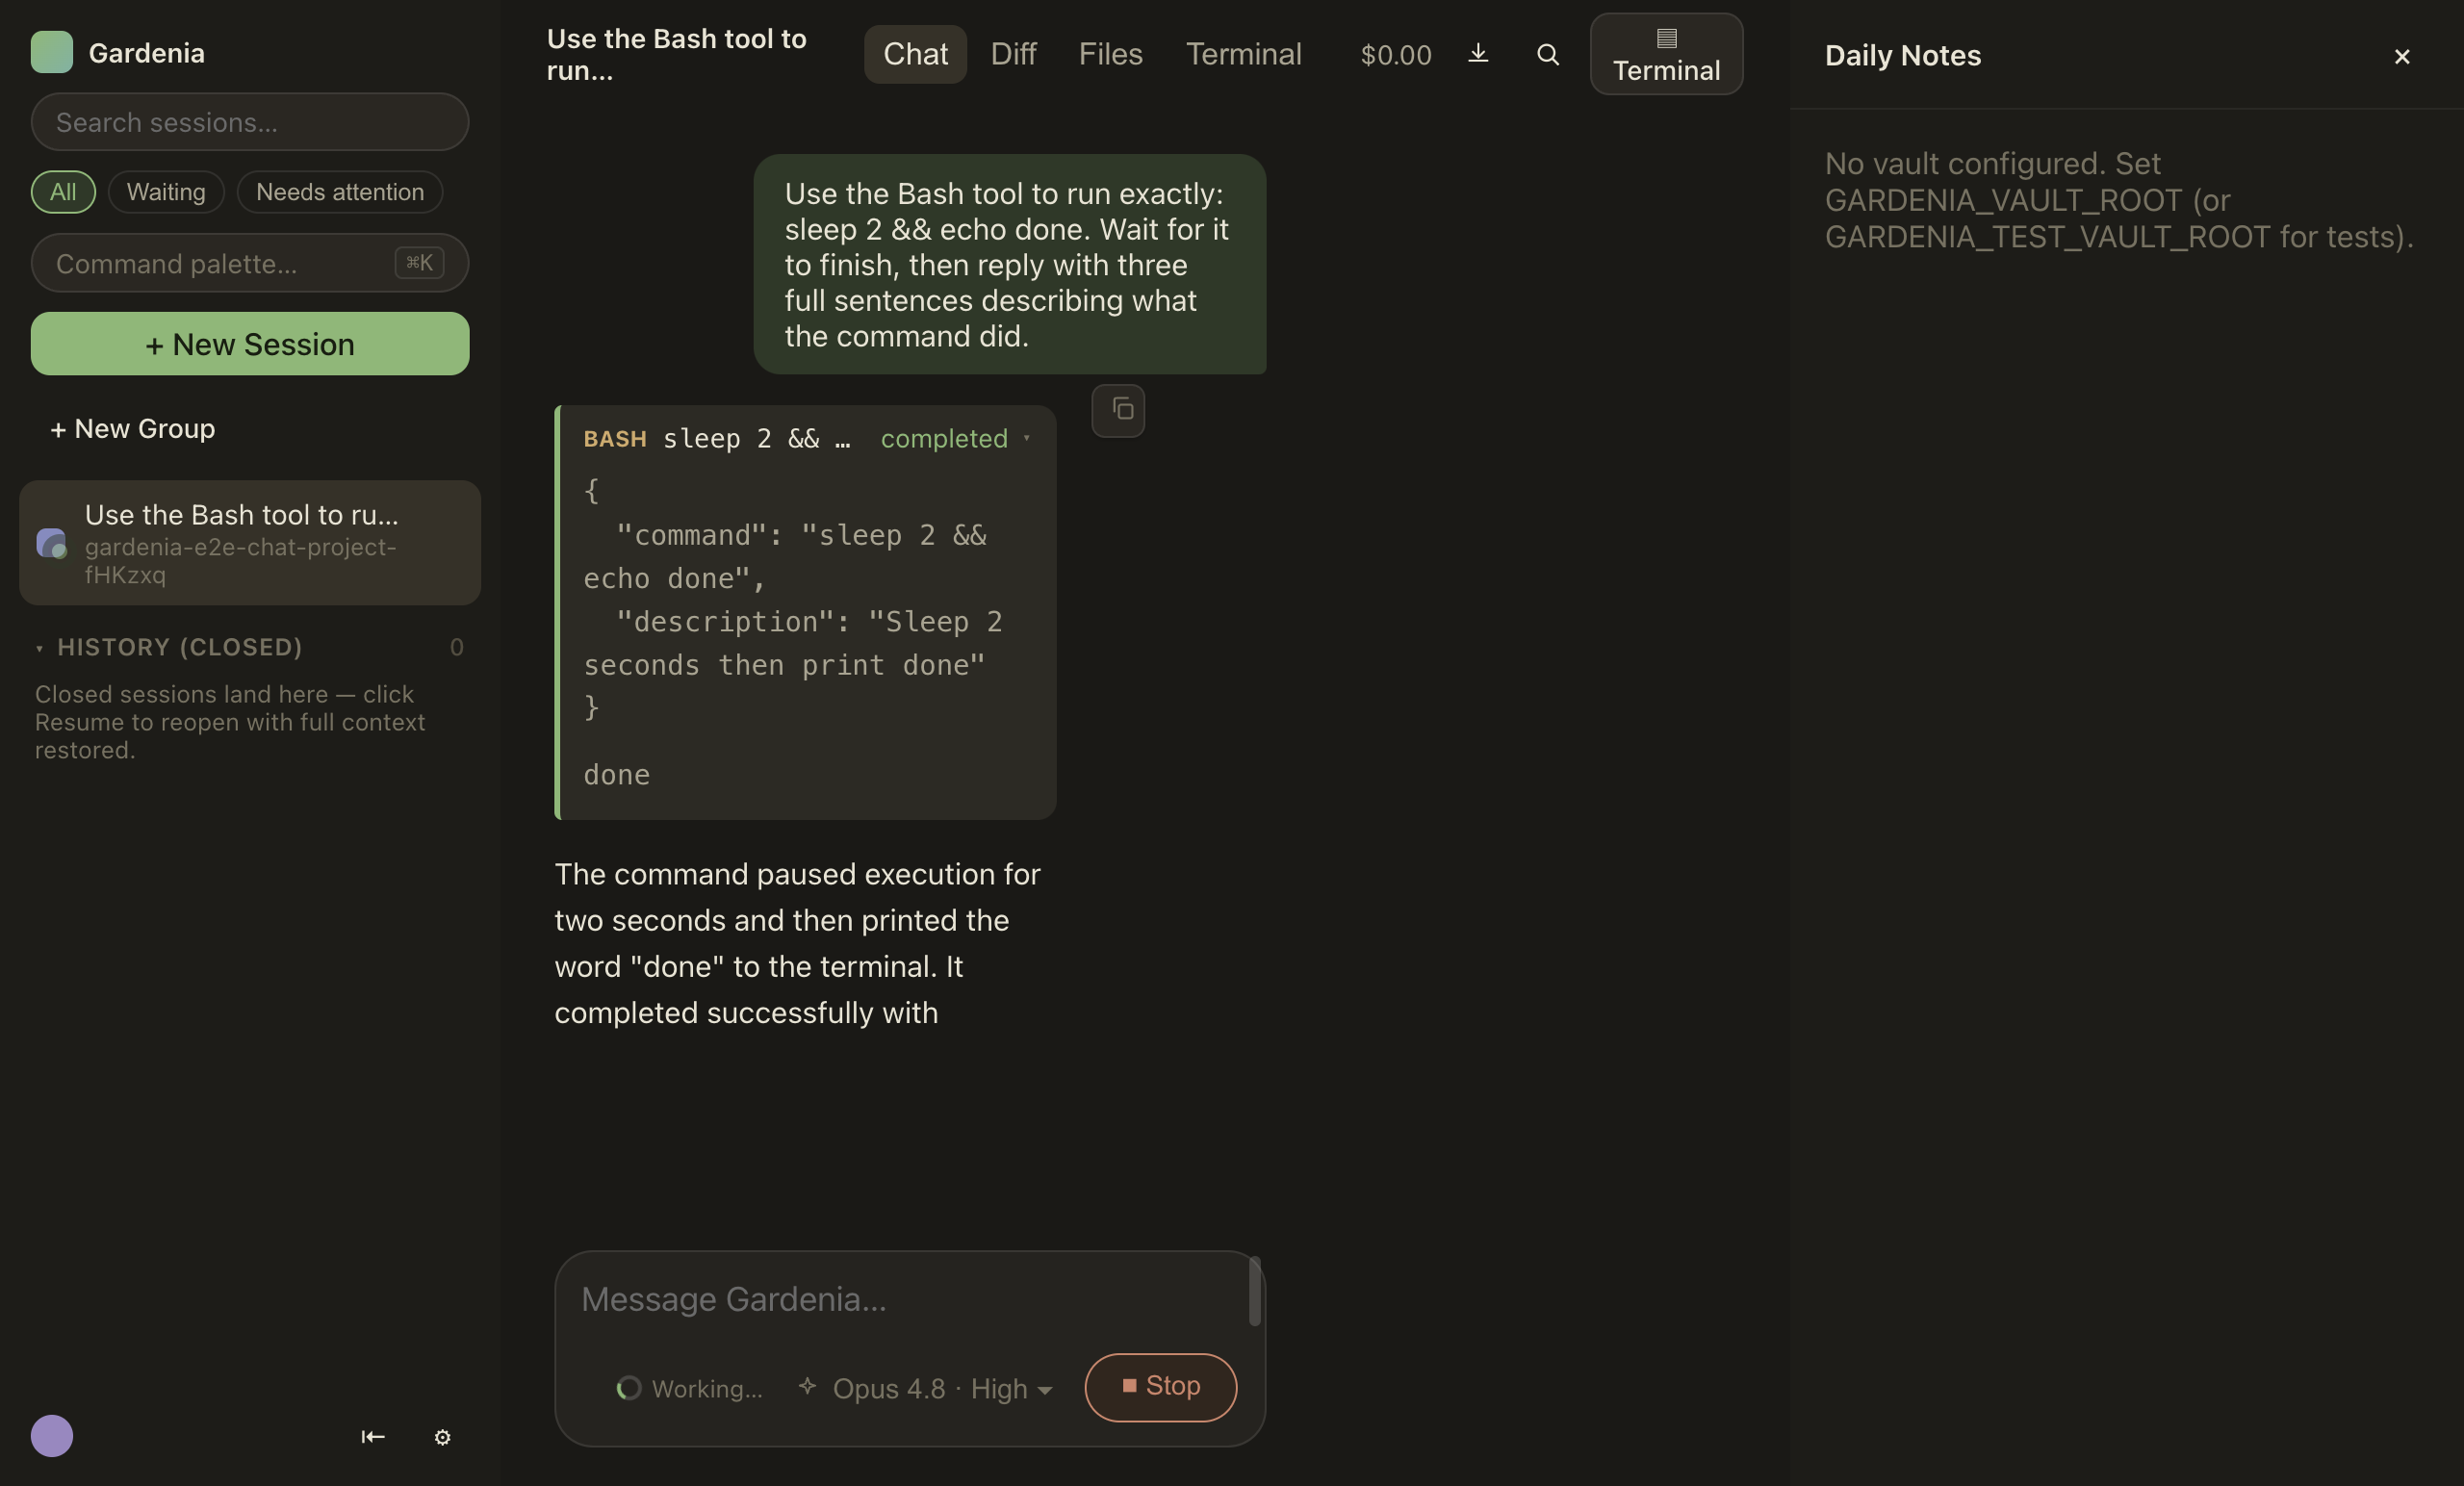 Gardenia
Search sessions...
All
Waiting
Needs attention
Command palette...
⌘K
+ New Session
+ New Group
Use the Bash tool to ru...
gardenia-e2e-chat-project-
fHKzxq
HISTORY (CLOSED)
0
Closed sessions land here — click
Resume to reopen with full context
restored.
Use the Bash tool to
run...
Chat
Diff
Files
Terminal
$0.00
Terminal
Use the Bash tool to run exactly:
sleep 2 && echo done. Wait for it
to finish, then reply with three
full sentences describing what
the command did.
BASH sleep 2 && … completed
{
"command": "sleep 2 &&
echo done",
"description": "Sleep 2
seconds then print done"
}
done
The command paused execution for
two seconds and then printed the
word "done" to the terminal. It
completed successfully with
Message Gardenia...
Working...
Opus 4.8 · High
Stop
Daily Notes
No vault configured. Set
GARDENIA_VAULT_ROOT (or
GARDENIA_TEST_VAULT_ROOT for tests).